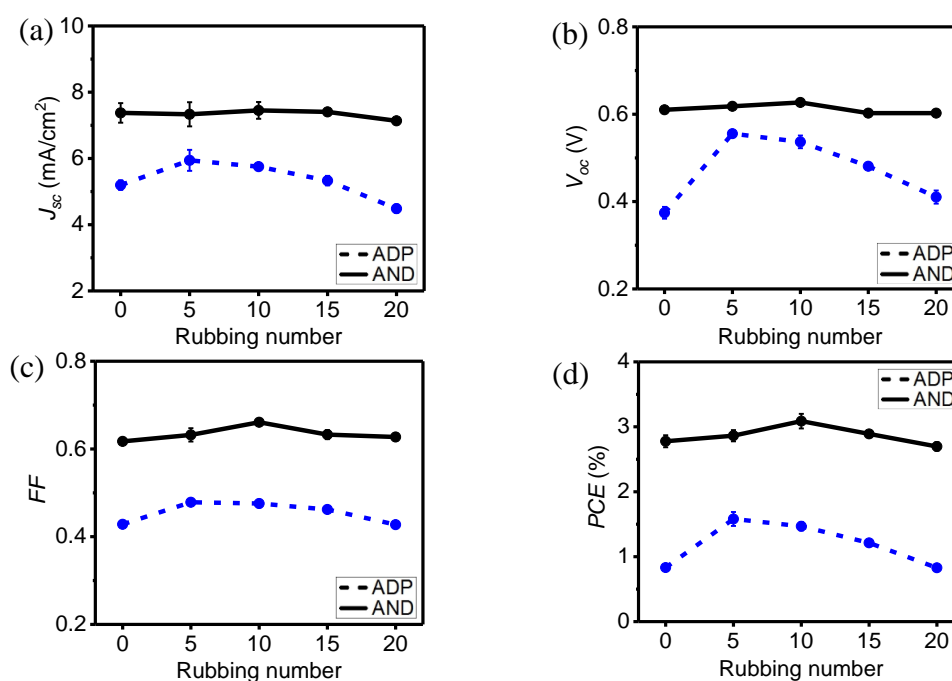 (a)
10
8
6
4
2
J_sc (mA/cm²)
0 5 10 15 20
Rubbing number
ADP
AND
(b)
0.8
0.6
0.4
0.2
V_oc (V)
0 5 10 15 20
Rubbing number
ADP
AND
(c)
0.8
0.6
0.4
0.2
FF
0 5 10 15 20
Rubbing number
ADP
AND
(d)
4
3
2
1
0
PCE (%)
0 5 10 15 20
Rubbing number
ADP
AND